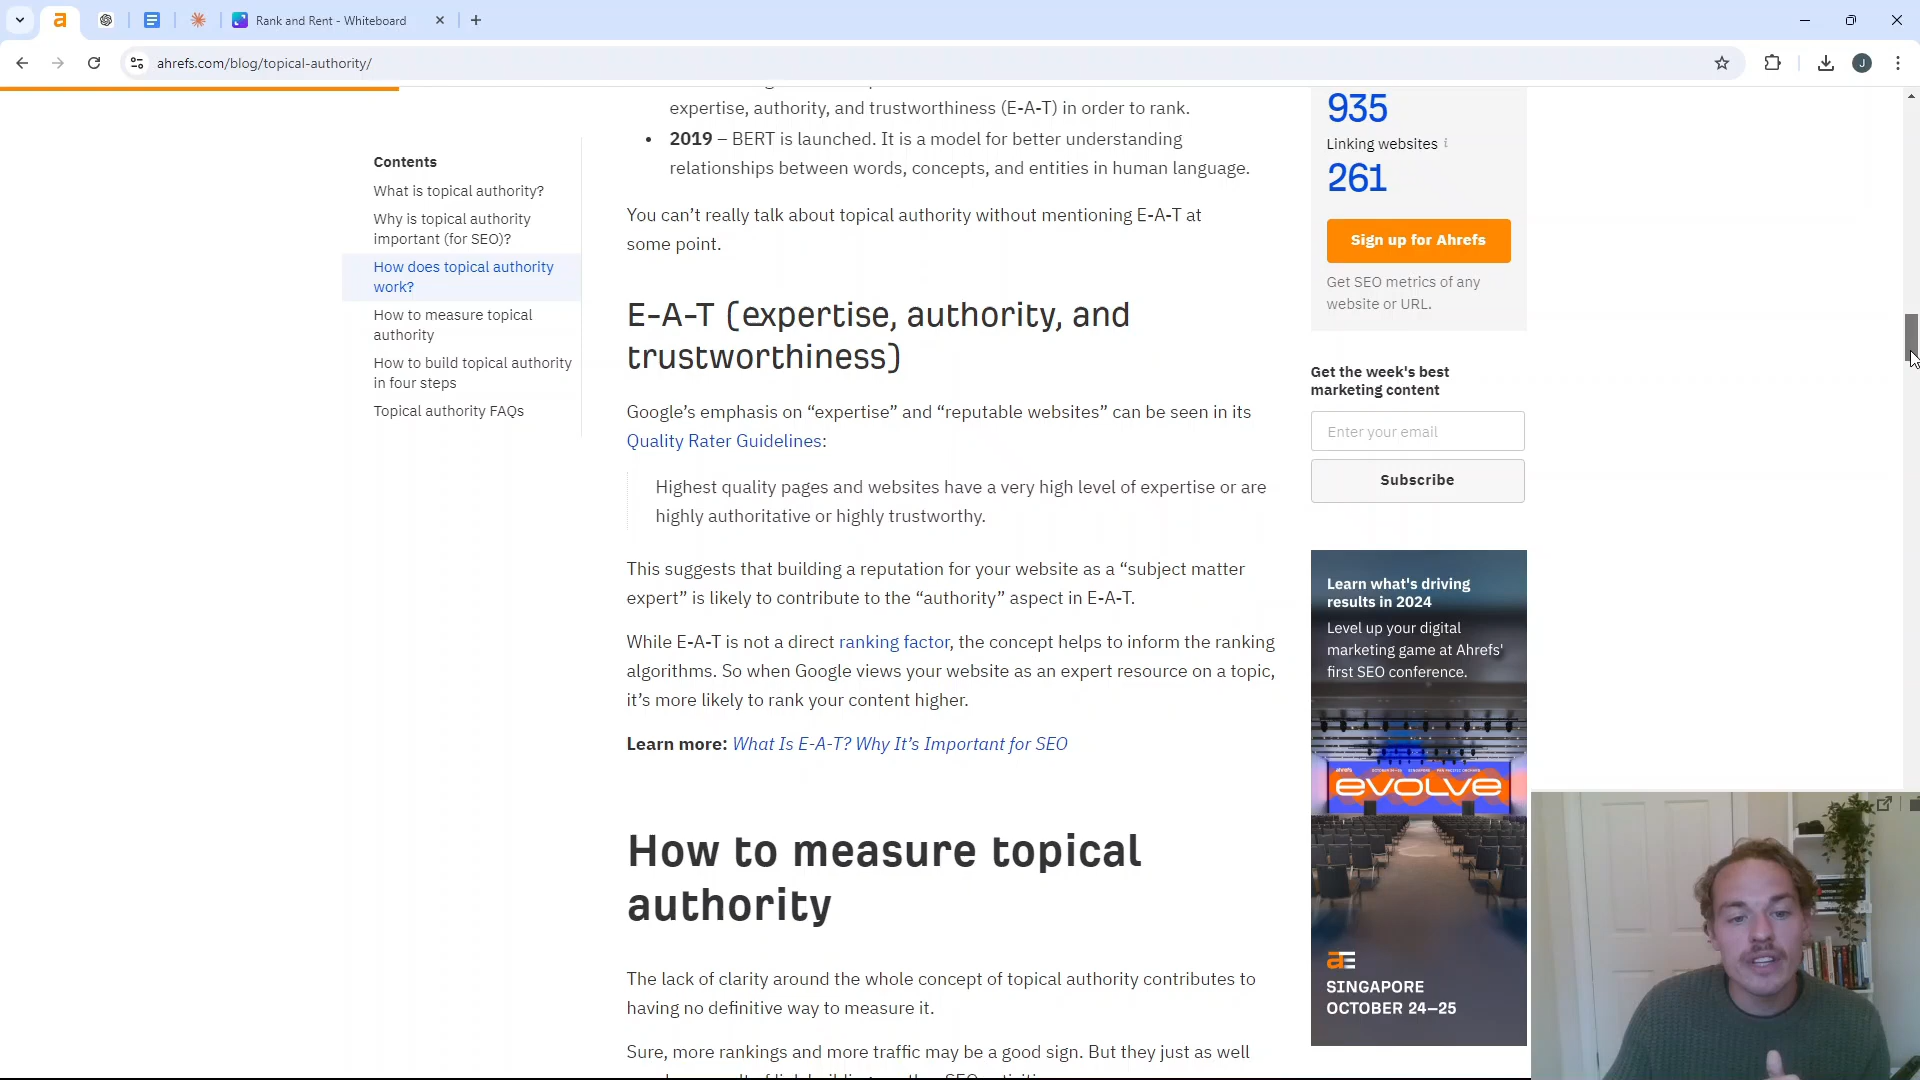 Rank and Rent - Whiteboard
ahrefs.com/blog/topical-authority/
J
Contents
What is topical authority?
Why is topical authority
important (for SEO)?
How does topical authority
work?
How to measure topical
authority
How to build topical authority
in four steps
Topical authority FAQs
expertise, authority, and trustworthiness (E-A-T) in order to rank.
• 2019 – BERT is launched. It is a model for better understanding
relationships between words, concepts, and entities in human language.
You can’t really talk about topical authority without mentioning E-A-T at
some point.
E-A-T (expertise, authority, and
trustworthiness)
Google’s emphasis on “expertise” and “reputable websites” can be seen in its
Quality Rater Guidelines:
Highest quality pages and websites have a very high level of expertise or are
highly authoritative or highly trustworthy.
This suggests that building a reputation for your website as a “subject matter
expert” is likely to contribute to the “authority” aspect in E-A-T.
While E-A-T is not a direct ranking factor, the concept helps to inform the ranking
algorithms. So when Google views your website as an expert resource on a topic,
it’s more likely to rank your content higher.
Learn more: What Is E-A-T? Why It’s Important for SEO
How to measure topical
authority
The lack of clarity around the whole concept of topical authority contributes to
having no definitive way to measure it.
Sure, more rankings and more traffic may be a good sign. But they just as well
935
Linking websites i
261
Sign up for Ahrefs
Get SEO metrics of any
website or URL.
Get the week's best
marketing content
Enter your email
Subscribe
Learn what's driving
results in 2024
Level up your digital
marketing game at Ahrefs'
first SEO conference.
evolve
SINGAPORE
OCTOBER 24–25